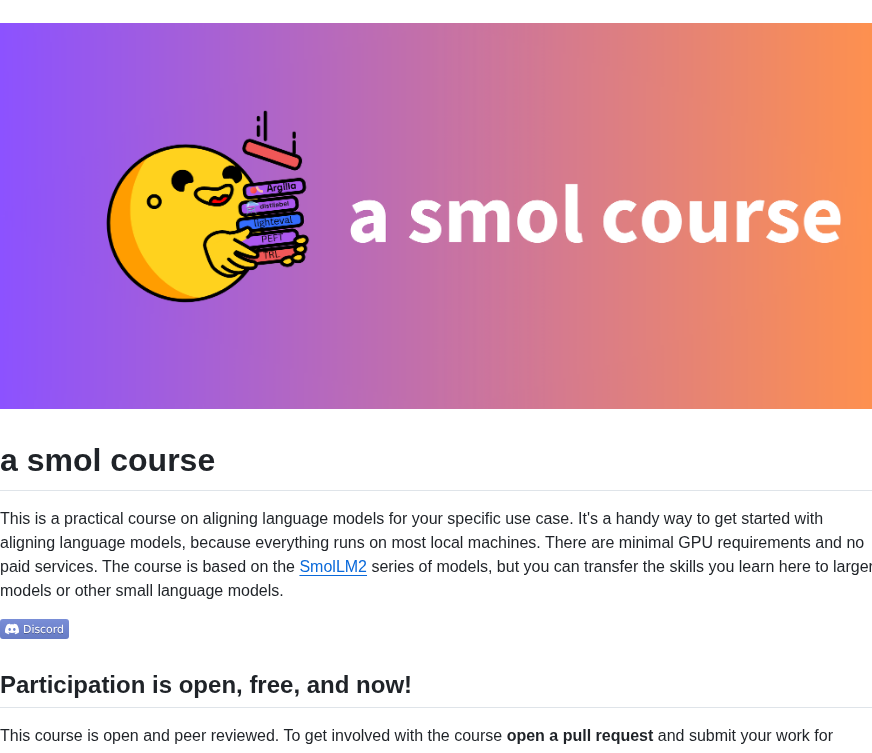 Argilla
distilabel
lighteval
PEFT
TRL
a smol course
a smol course
This is a practical course on aligning language models for your specific use case. It's a handy way to get started with
aligning language models, because everything runs on most local machines. There are minimal GPU requirements and no
paid services. The course is based on the SmolLM2 series of models, but you can transfer the skills you learn here to larger
models or other small language models.
Discord
Participation is open, free, and now!
This course is open and peer reviewed. To get involved with the course open a pull request and submit your work for